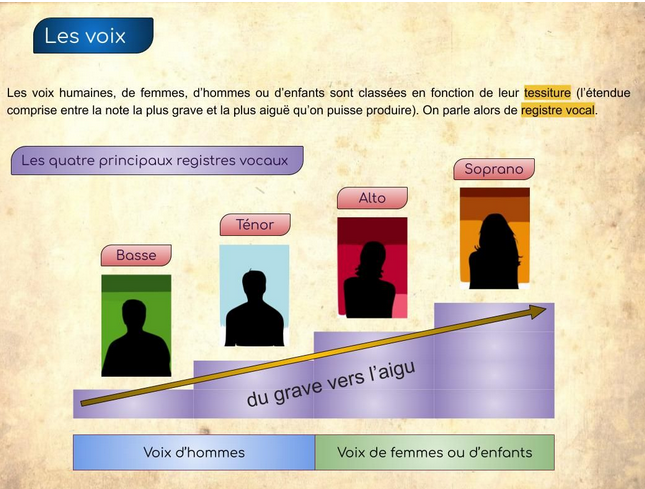 Les voix
Les voix humaines, de femmes, d’hommes ou d’enfants sont classées en fonction de leur tessiture (l’étendue
comprise entre la note la plus grave et la plus aiguë qu’on puisse produire). On parle alors de registre vocal.
Les quatre principaux registres vocaux
Soprano
Alto
Ténor
Basse
du grave vers l’aigu
Voix d’hommes
Voix de femmes ou d’enfants